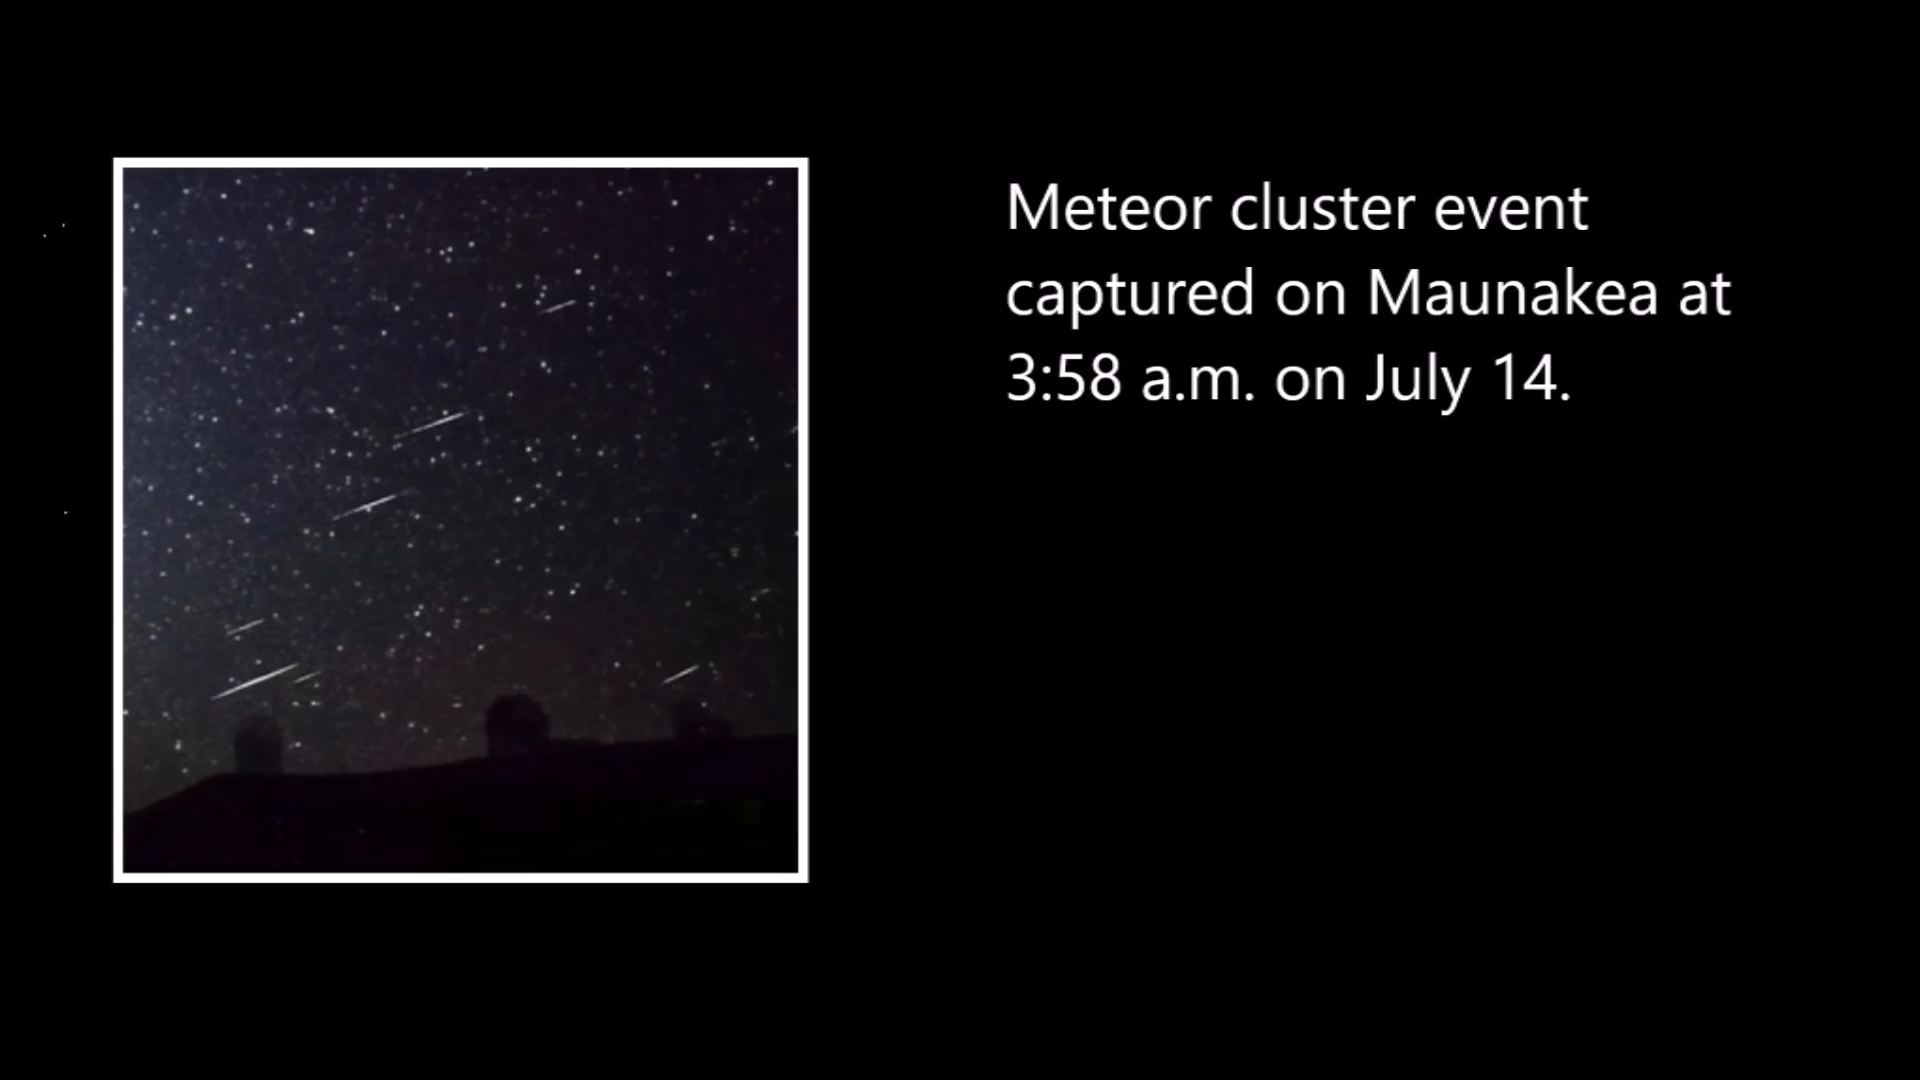 Meteor cluster event
captured on Maunakea at
3:58 a.m. on July 14.